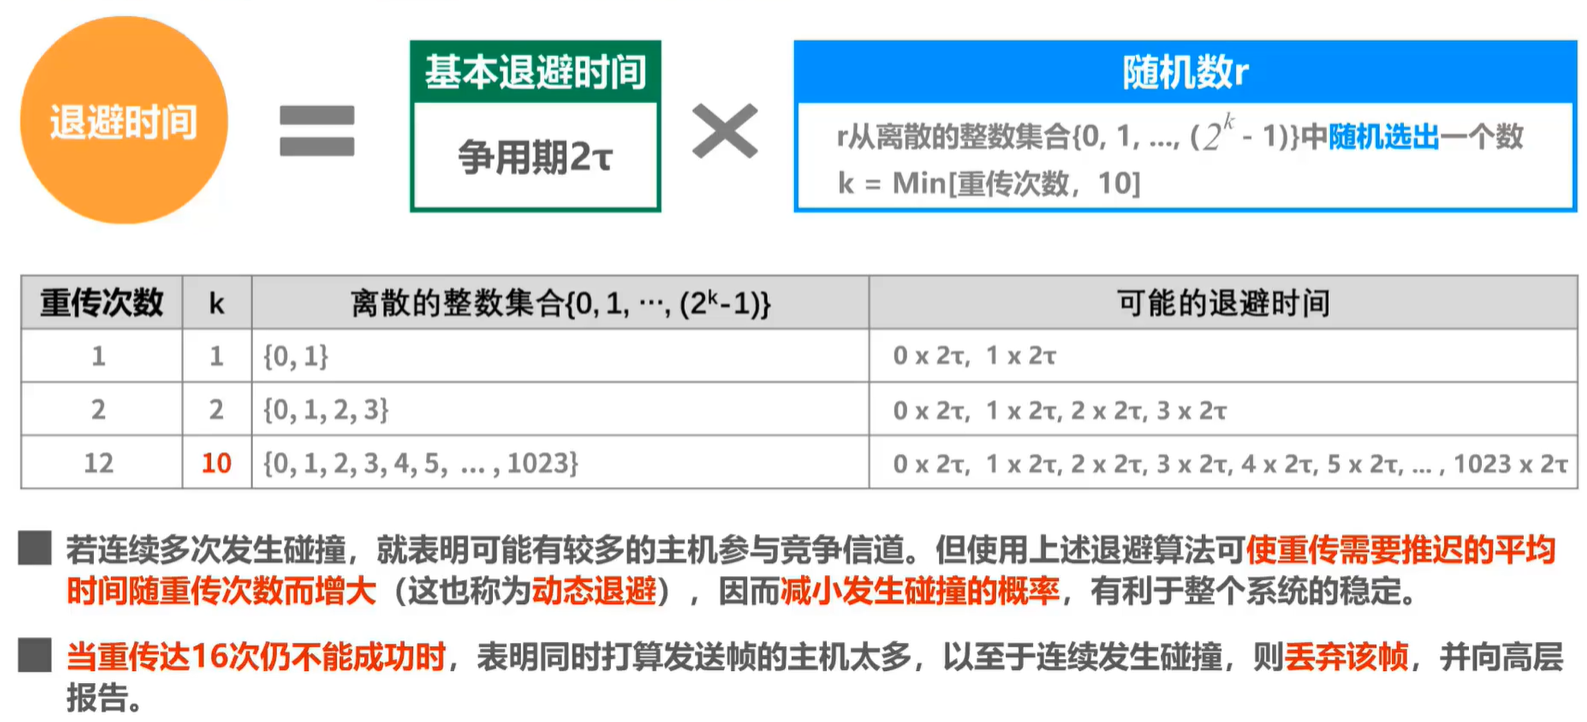 退避时间 = 基本退避时间 × 随机数r
争用期2τ
r从离散的整数集合{0, 1, ..., (2^k - 1)}中随机选出一个数
k = Min[重传次数，10]
重传次数 k 离散的整数集合{0, 1, ⋯, (2^k-1)} 可能的退避时间
1 1 {0, 1} 0 x 2τ, 1 x 2τ
2 2 {0, 1, 2, 3} 0 x 2τ, 1 x 2τ, 2 x 2τ, 3 x 2τ
12 10 {0, 1, 2, 3, 4, 5, ... , 1023} 0 x 2τ, 1 x 2τ, 2 x 2τ, 3 x 2τ, 4 x 2τ, 5 x 2τ, ... , 1023 x 2τ
若连续多次发生碰撞，就表明可能有较多的主机参与竞争信道。但使用上述退避算法可使重传需要推迟的平均
时间随重传次数而增大（这也称为动态退避），因而减小发生碰撞的概率，有利于整个系统的稳定。
当重传达16次仍不能成功时，表明同时打算发送帧的主机太多，以至于连续发生碰撞，则丢弃该帧，并向高层
报告。